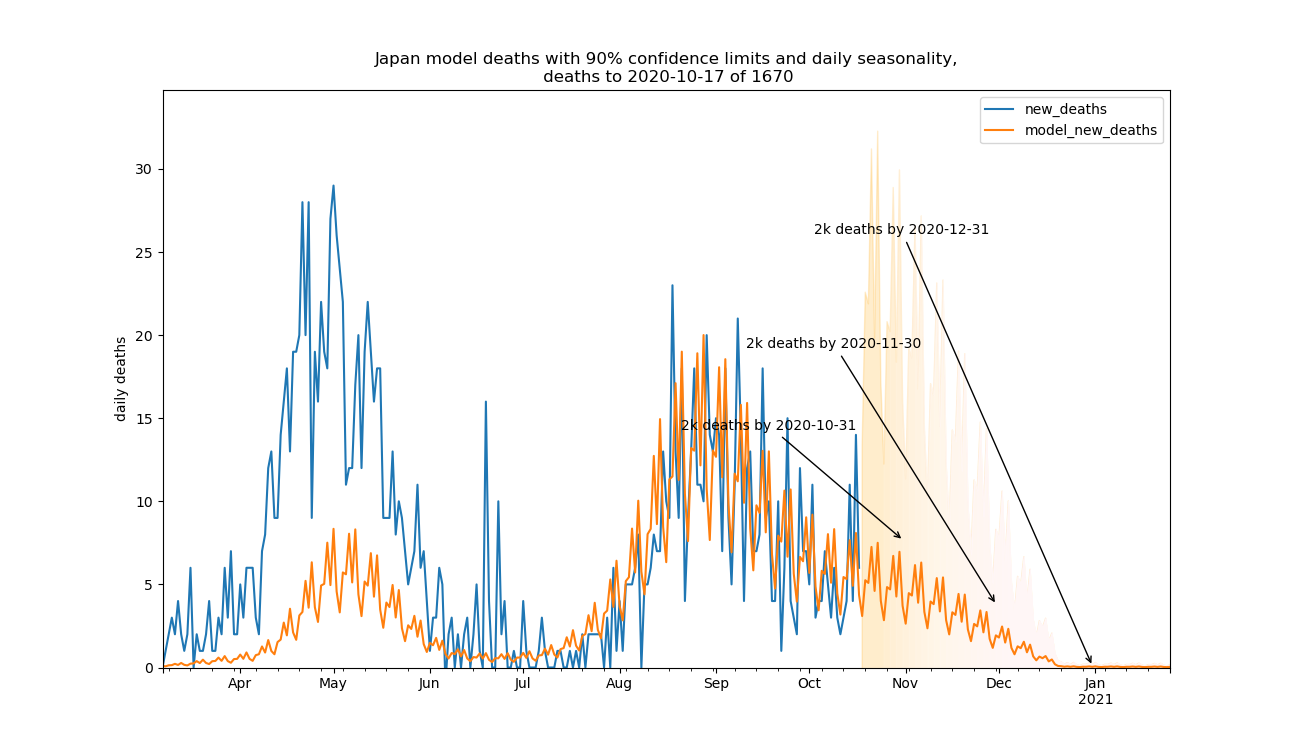 Japan model deaths with 90% confidence limits and daily seasonality,
deaths to 2020-10-17 of 1670
new_deaths
model_new_deaths
30
2k deaths by 2020-12-31
25
2k deaths by 2020-11-30
20
daily deaths
15
2k deaths by 2020-10-31
10
5
0
Apr May Jun Jul Aug Sep Oct Nov Dec Jan
2021